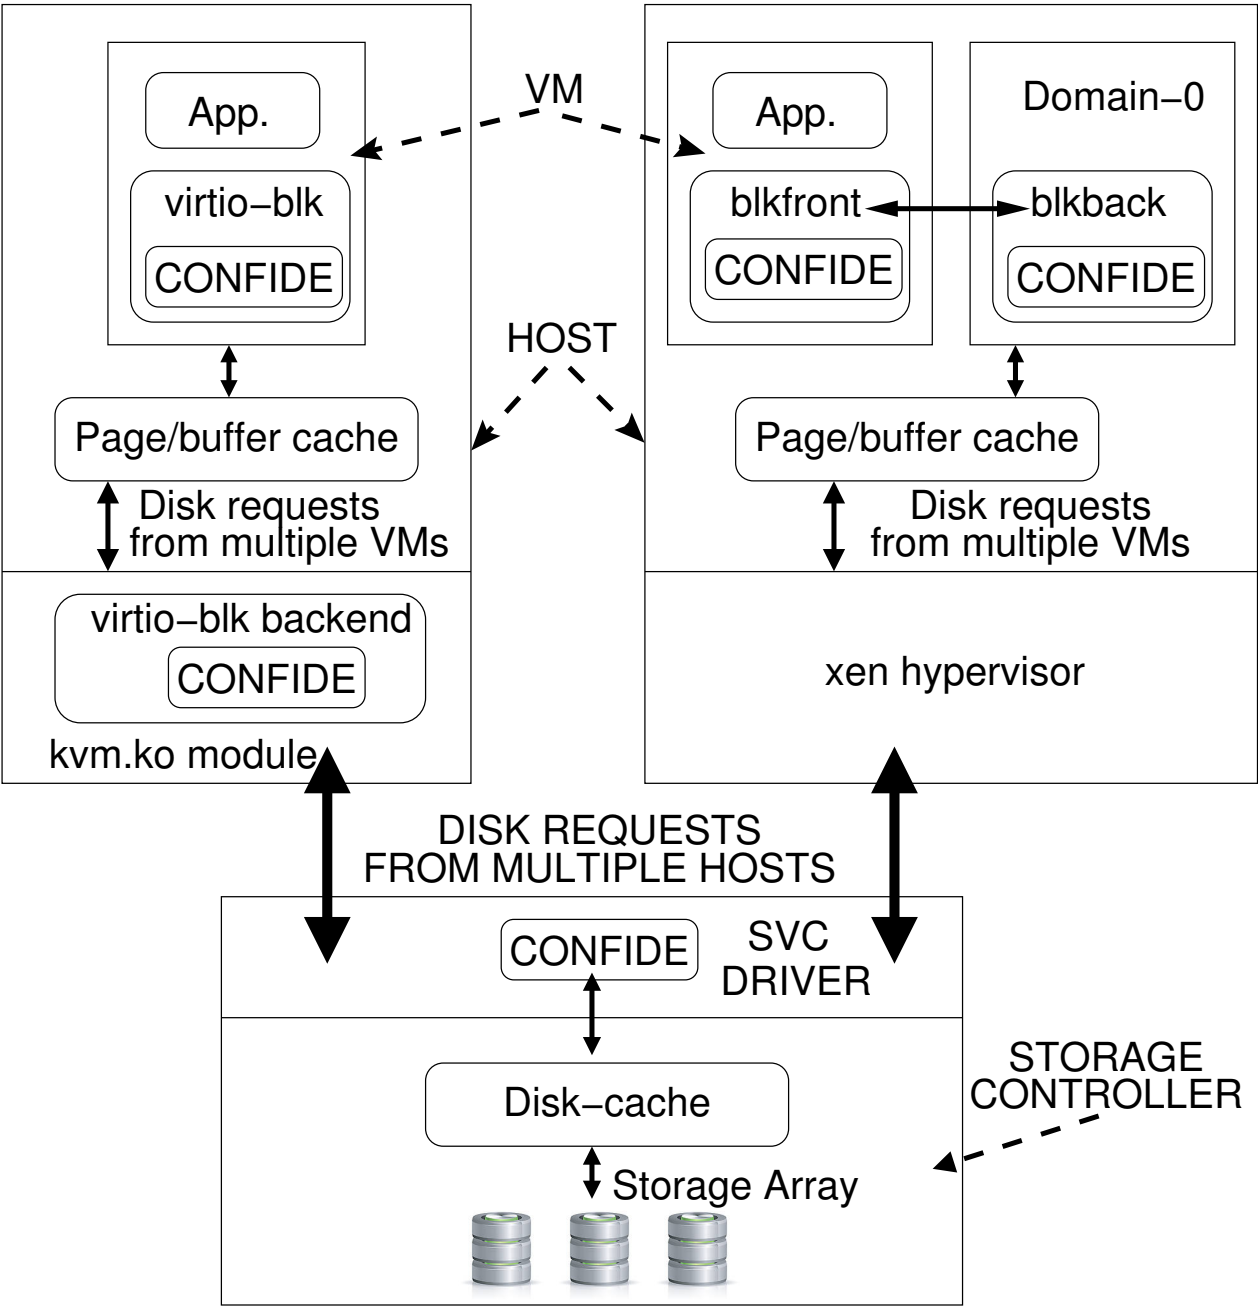 VM
App.
virtio−blk
CONFIDE
App.
Domain−0
blkfront
blkback
CONFIDE
CONFIDE
HOST
Page/buffer cache
Page/buffer cache
Disk requests
from multiple VMs
Disk requests
from multiple VMs
virtio−blk backend
CONFIDE
kvm.ko module
xen hypervisor
DISK REQUESTS
FROM MULTIPLE HOSTS
CONFIDE
SVC
DRIVER
STORAGE
CONTROLLER
Disk−cache
Storage Array